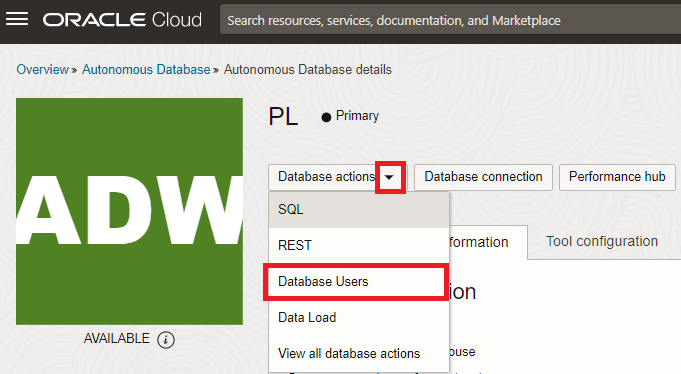 ORACLE Cloud
Search resources, services, documentation, and Marketplace
Overview » Autonomous Database » Autonomous Database details
ADW
AVAILABLE i
PL
Primary
Database actions
Database connection
Performance hub
SQL
REST
Database Users
Data Load
View all database actions
formation
Tool configuration
ion
ouse